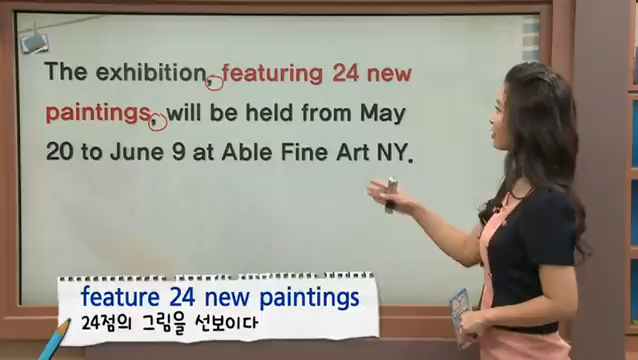 The exhibition, featuring 24 new
paintings, will be held from May
20 to June 9 at Able Fine Art NY.
feature 24 new paintings
24점의 그림을 선보이다